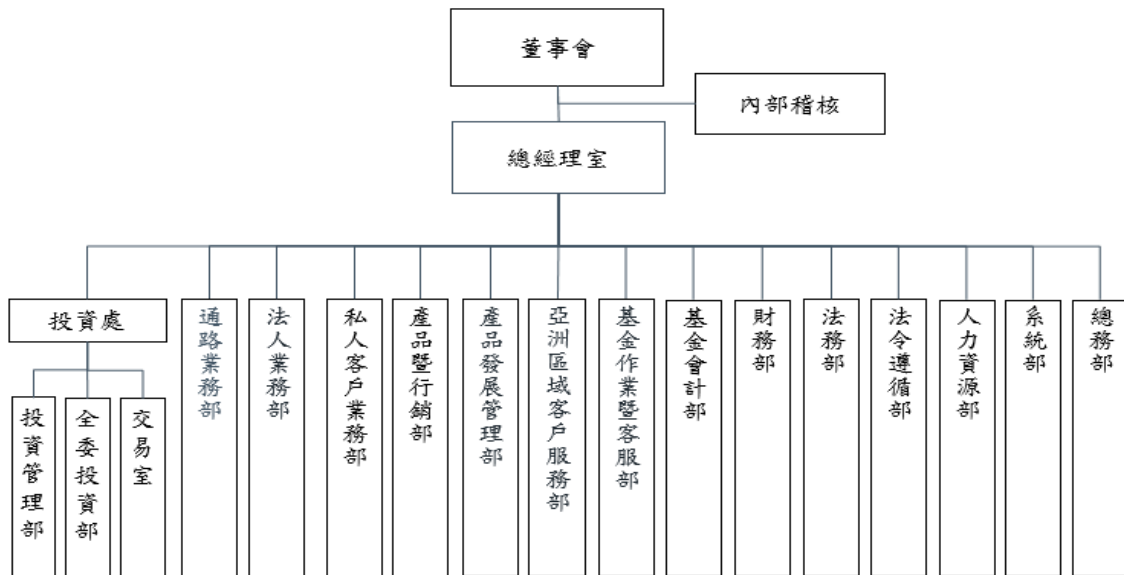 董事會
內部稽核
總經理室
投資處
投資管理部
全委投資部
交易室
通路業務部
法人業務部
私人客戶業務部
產品暨行銷部
產品發展管理部
亞洲區域客戶服務部
基金作業暨客服部
基金會計部
財務部
法務部
法令遵循部
人力資源部
系統部
總務部